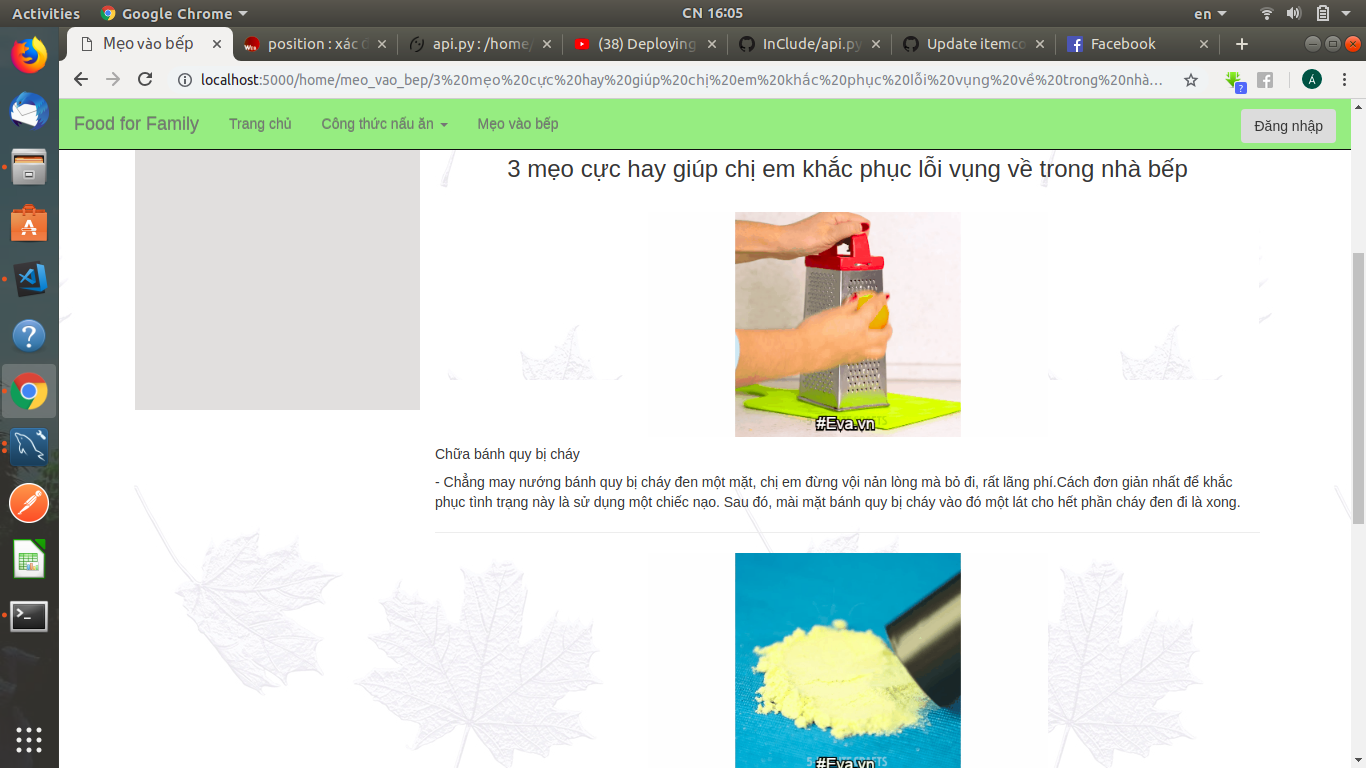 Activities
Google Chrome
CN 16:05
en
Mẹo vào bếp
position : xác đ
api.py : /home/
(38) Deploying
InClude/api.py
Update itemco
Facebook
localhost:5000/home/meo_vao_bep/3%20mẹo%20cực%20hay%20giúp%20chị%20em%20khắc%20phục%20lỗi%20vụng%20về%20trong%20nhà...
Food for Family
Trang chủ
Công thức nấu ăn
Mẹo vào bếp
Đăng nhập
3 mẹo cực hay giúp chị em khắc phục lỗi vụng về trong nhà bếp
#Eva.vn
Chữa bánh quy bị cháy
- Chẳng may nướng bánh quy bị cháy đen một mặt, chị em đừng vội nản lòng mà bỏ đi, rất lãng phí.Cách đơn giản nhất để khắc
phục tình trạng này là sử dụng một chiếc nạo. Sau đó, mài mặt bánh quy bị cháy vào đó một lát cho hết phần cháy đen đi là xong.
#Eva.vn